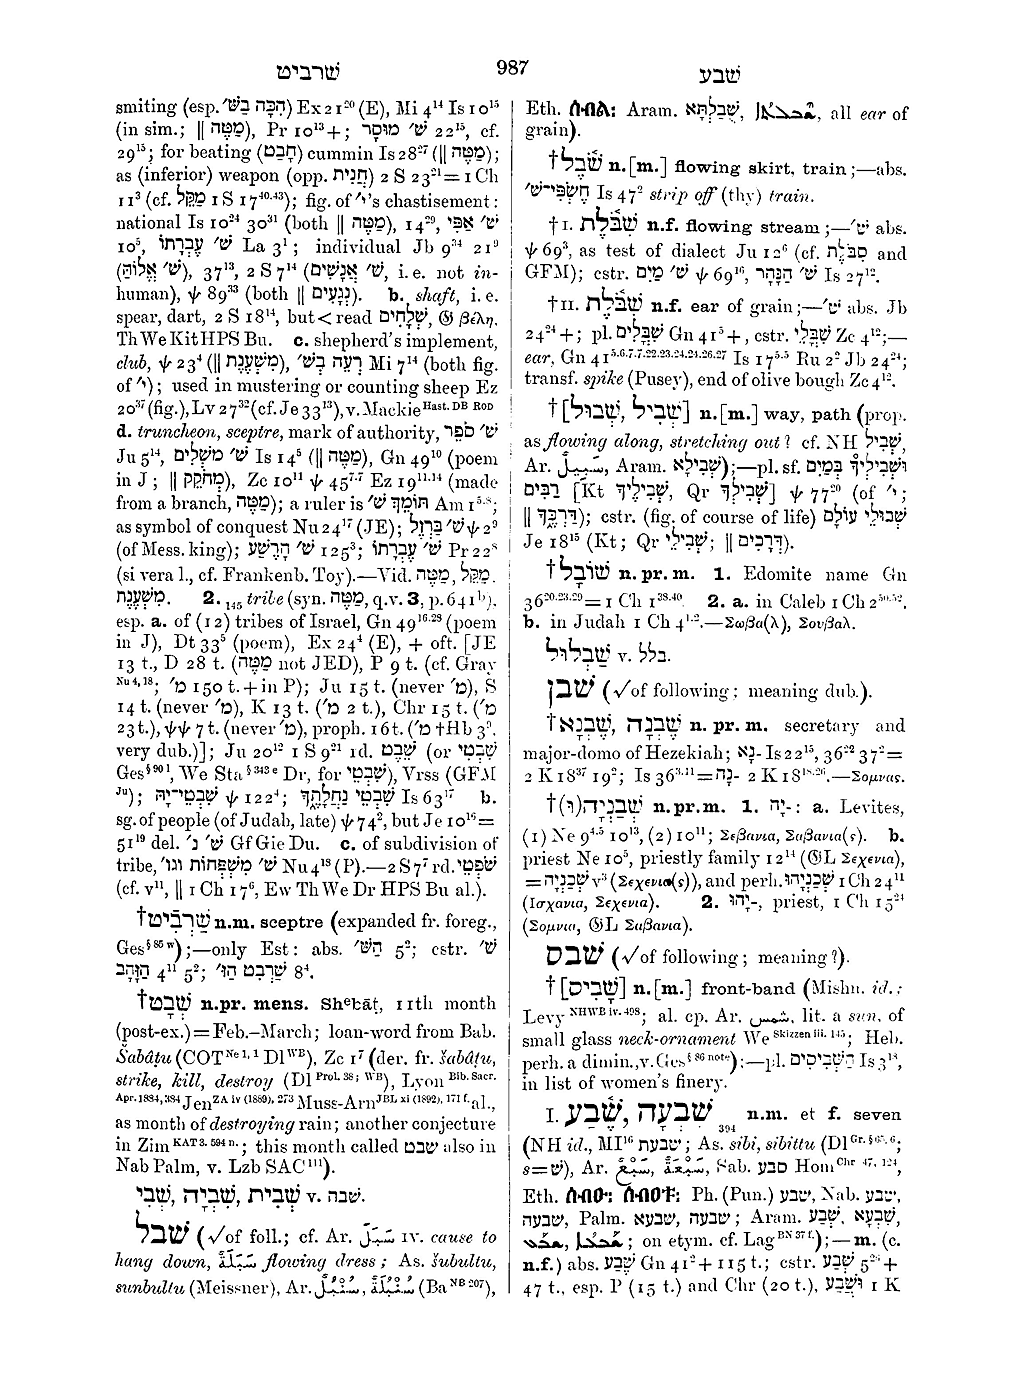 שרביט 987 שבע
smiting (esp. הִכָּה בַשּׁ׳) Ex 21²⁰ (E), Mi 4¹⁴ Is 10¹⁵
(in sim.; ‖ מַטֶּה), Pr 10¹³ +; שׁ׳ מוּסָר 22¹⁵, cf.
29¹⁵; for beating (חָבַט) cummin Is 28²⁷ (‖ מַטֶּה);
as (inferior) weapon (opp. חֲנִית) 2 S 23²¹ = 1 Ch
11³ (cf. מַקֵּל 1 S 17⁴⁰·⁴³); fig. of י׳’s chastisement:
national Is 10²⁴ 30³¹ (both ‖ מַטֶּה), 14²⁹, שׁ׳ אַפִּי
10⁵, שׁ׳ עֶבְרָתוֹ La 3¹; individual Jb 9³⁴ 21⁹
(שׁ׳ אֱלוֹהַּ), 37¹³, 2 S 7¹⁴ (שׁ׳ אֲנָשִׁים, i.e. not in-
human), ψ 89³³ (both ‖ נְגָעִים). b. shaft, i.e.
spear, dart, 2 S 18¹⁴, but < read שְׁלָחִים, 𝔊 βέλη,
Th We Kit HPS Bu. c. shepherd’s implement,
club, ψ 23⁴ (‖ מִשְׁעֶנֶת), רְעֵה בְשׁ׳ Mi 7¹⁴ (both fig.
of י׳); used in mustering or counting sheep Ez
20³⁷ (fig.), Lv 27³² (cf. Je 33¹³), v. Mackie Hast. DB ROD
d. truncheon, sceptre, mark of authority, שׁ׳ סֹפֵר
Ju 5¹⁴, שׁ׳ משְׁלִים Is 14⁵ (‖ מַטֶּה), Gn 49¹⁰ (poem
in J; ‖ מְחֹקֵק), Zc 10¹¹ ψ 45⁷·⁷ Ez 19¹¹·¹⁴ (made
from a branch, מַטֶּה); a ruler is תּוֹמֵךְ שׁ׳ Am 1⁵·⁸;
as symbol of conquest Nu 24¹⁷ (JE); שׁ׳ בַּרְזֶל ψ 2⁹
(of Mess. king); שׁ׳ הָרֶשַׁע 125³; שׁ׳ עֶבְרָתוֹ Pr 22⁸
(si vera l., cf. Frankenb. Toy).—Vid. מַטֶּה, מַקֵּל,
מִשְׁעֶנֶת. 2. ₁₄₅ tribe (syn. מַטֶּה, q.v. 3, p. 641 b),
esp. a. of (12) tribes of Israel, Gn 49¹⁶·²⁸ (poem
in J), Dt 33⁵ (poem), Ex 24⁴ (E), + oft. [JE
13 t., D 28 t. (מַטֶּה not JED), P 9 t. (cf. Gray
Nu 4, 18; מ׳ 150 t. + in P); Ju 15 t. (never מ׳), S
14 t. (never מ׳), K 13 t. (מ׳ 2 t.), Chr 15 t. (מ׳
23 t.), ψψ 7 t. (never מ׳), proph. 16 t. (מ׳ †Hb 3⁹,
very dub.)]; Ju 20¹² 1 S 9²¹ rd. שֵׁבֶט (or שִׁבְטֵי
Ges § 90 l, We Sta § 343 e Dr, for שִׁבְטֵי), Vrss (GFM
Ju); שִׁבְטֵי־יָהּ ψ 122⁴; שִׁבְטֵי נַחֲלָתֶךָ Is 63¹⁷ b.
sg. of people (of Judah, late) ψ 74², but Je 10¹⁶ =
51¹⁹ del. שׁ׳ נ׳ Gf Gie Du. c. of subdivision of
tribe, שׁ׳ מִשְׁפְּחוֹת וגו׳ Nu 4¹⁸ (P).—2 S 7⁷ rd. שֹׁפְטֵי
(cf. v¹¹, ‖ 1 Ch 17⁶, Ew Th We Dr HPS Bu al.).
†שַׁרְבִיט n.m. sceptre (expanded fr. foreg.,
Ges § 85 w);—only Est: abs. הַשּׁ׳ 5²; cstr. שׁ׳
הַזָּהָב 4¹¹ 5²; שַׁרְבִט הַז׳ 8⁴.
†שְׁבָט n.pr. mens. Shᵉbāṭ, 11th month
(post-ex.) = Feb.–March; loan-word from Bab.
Šabâṭu (COT Ne 1, 1 Dl WB), Zc 1⁷ (der. fr. šabâṭu,
strike, kill, destroy (Dl Prol. 38; WB), Lyon Bib. Sacr.
Apr. 1884, 384 Jen ZA iv (1889), 273 Muss-Arn JBL xi (1892), 171 f. al.,
as month of destroying rain; another conjecture
in Zim KAT 3. 594 n.; this month called שבט also in
Nab Palm, v. Lzb SAC 111).
שְׁבִי, שִׁבְיָה, שְׁבִית v. שבה.
שׁבל (√ of foll.; cf. Ar. سَبَلَ IV. cause to
hang down, سَبَلَةٌ flowing dress; As. šubultu,
sunbultu (Meissner), Ar. سُنْبُلٌ, سُنْبُلَةٌ (Ba NB 207),
Eth. ሰብል: Aram. שֻׁבַּלְתָּא, all ear of
grain).
†שֹׁבֶל n.[m.] flowing skirt, train;—abs.
חֶשְׂפִּי־שׁ׳ Is 47² strip off (thy) train.
†I. שִׁבֹּלֶת n.f. flowing stream;—שׁ׳ abs.
ψ 69³, as test of dialect Ju 12⁶ (cf. סִבֹּלֶת and
GFM); cstr. שׁ׳ מַיִם ψ 69¹⁶, שׁ׳ הַנָּהָר Is 27¹².
†II. שִׁבֹּלֶת n.f. ear of grain;—שׁ׳ abs. Jb
24²⁴ +; pl. שִׁבֳּלִים Gn 41⁵ +, cstr. שִׁבֲּלֵי Zc 4¹²;—
ear, Gn 41⁵·⁶·⁷·⁷·²²·²³·²⁴·²⁴·²⁶·²⁷ Is 17⁵·⁵ Ru 2² Jb 24²⁴;
transf. spike (Pusey), end of olive bough Zc 4¹².
†[שְׁבִיל, שְׁבוּל] n.[m.] way, path (prop.
as flowing along, stretching out? cf. NH שְׁבִיל,
Ar. سَبِيلٌ, Aram. שְׁבִילָא);—pl. sf. וּשְׁבִילֶיךָ בְּמַיִם
רַבִּים [Kt שְׁבִילֶיךָ, Qr שְׁבִילְךָ] ψ 77²⁰ (of י׳;
‖ דַּרְכֶּךָ); cstr. (fig. of course of life) שְׁבוּלֵי עוֹלָם
Je 18¹⁵ (Kt; Qr שְׁבִילֵי; ‖ דְּרָכִים).
†שׁוֹבָל n.pr.m. 1. Edomite name Gn
36²⁰·²³·²⁹ = 1 Ch 1³⁸·⁴⁰. 2. a. in Caleb 1 Ch 2⁵⁰·⁵².
b. in Judah 1 Ch 4¹·².—Σωβα(λ), Σουβαλ.
שַׁבְּלוּל v. בלל.
שׁבן (√ of following; meaning dub.).
†שֶׁבְנָא, שֶׁבְנָה n.pr.m. secretary and
major-domo of Hezekiah; נָא- Is 22¹⁵, 36²² 37² =
2 K 18³⁷ 19²; Is 36³·¹¹ = נָה- 2 K 18¹⁸·²⁶.—Σομνας.
†שְׁבַנְיָה(וּ) n.pr.m. 1. יָה-: a. Levites,
(1) Ne 9⁴·⁵ 10¹³, (2) 10¹¹; Σεβανια, Σαβανια(ς). b.
priest Ne 10⁵, priestly family 12¹⁴ (𝔊L Σεχενια),
= שְׁכַנְיָה v³ (Σεχενια(ς)), and perh. שְׁכַנְיָהוּ 1 Ch 24¹¹
(Ισχανια, Σεχενια). 2. יָהוּ-, priest, 1 Ch 15²⁴
(Σομνια, 𝔊L Σαβανια).
שׁבס (√ of following; meaning?).
†[שָׁבִיס] n.[m.] front-band (Mishn. id.:
Levy NHWB iv. 498; al. cp. Ar. شمس, lit. a sun, of
small glass neck-ornament We Skizzen iii. 145; Heb.
perh. a dimin., v. Ges § 86 note);—pl. הַשְּׁבִיסִים Is 3¹⁸,
in list of women’s finery.
I. שֶׁבַע, שִׁבְעָה ₃₉₄ n.m. et f. seven
(NH id., MI¹⁶ שבעת; As. sibi, sibittu (Dl Gr. § 65, 6;
s=שׁ), Ar. سَبْعٌ, سَبْعَةٌ, Sab. סבע Hom Chr 47, 124,
Eth. ሰብዑ: ሰብዐቱ: Ph. (Pun.) שבע, Nab. שבע,
שבעה, Palm. שבעא, שבעה; Aram. שְׁבַע, שַׁבְעָא,
; on etym. cf. Lag BN 37 f.);—m. (c.
n.f.) abs. שֶׁבַע Gn 41² + 115 t.; cstr. שְׁבַע 5²⁶ +
47 t., esp. P (15 t.) and Chr (20 t.), וּשְׁבַע 1 K